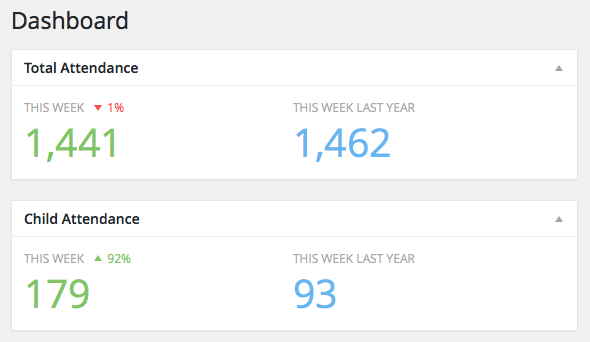 Dashboard
Total Attendance
THIS WEEK 1% THIS WEEK LAST YEAR
1,441 1,462
Child Attendance
THIS WEEK 92% THIS WEEK LAST YEAR
179 93